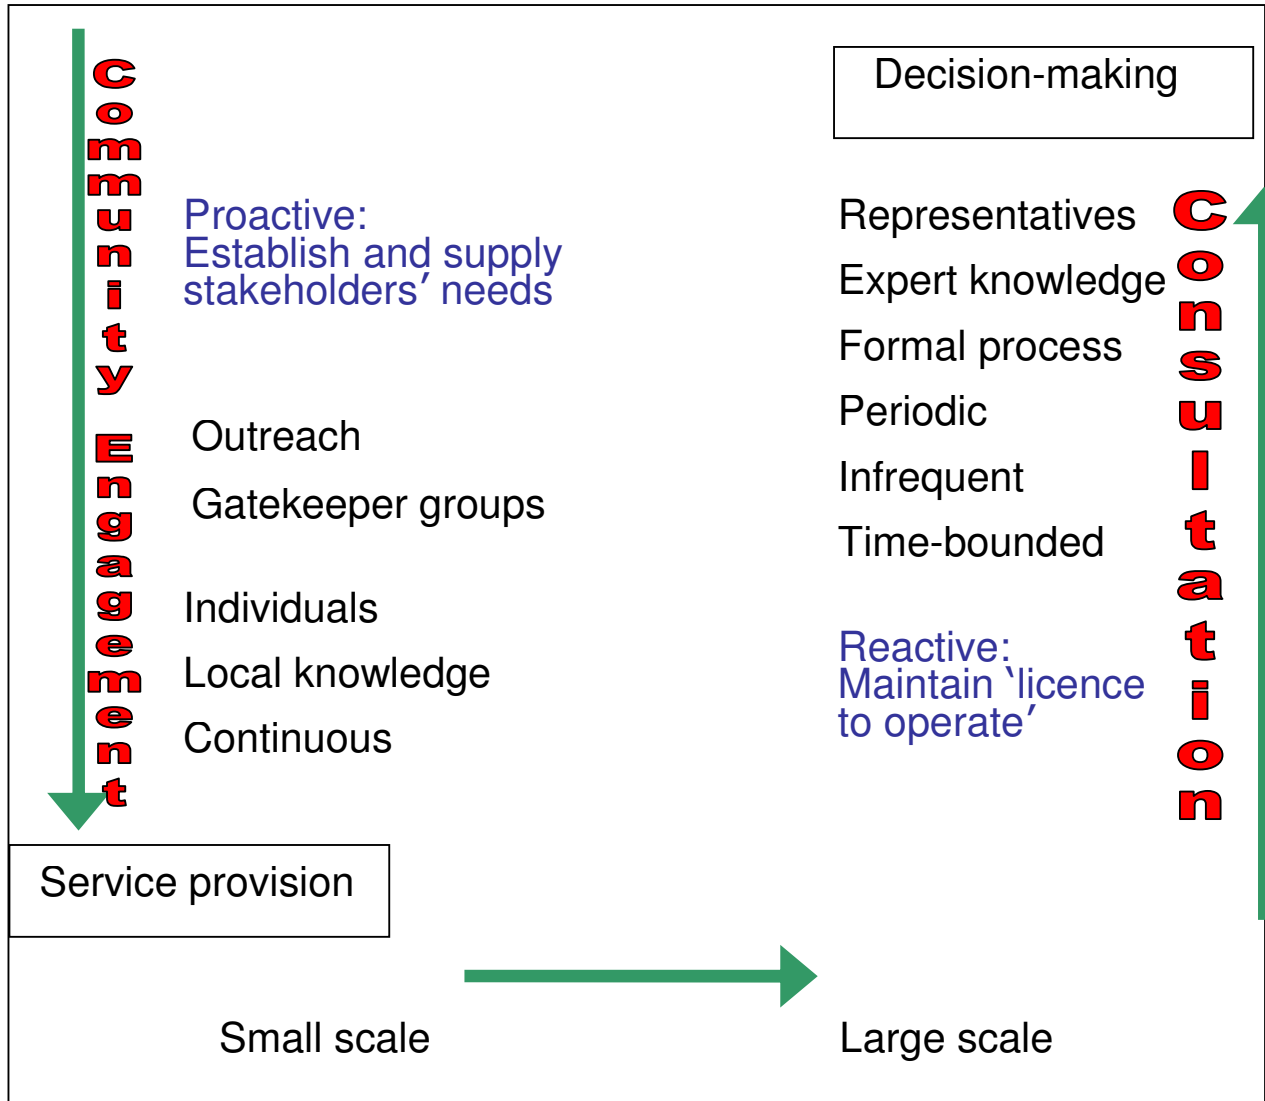 Community Engagement
Proactive:
Establish and supply
stakeholders’ needs
Outreach
Gatekeeper groups
Individuals
Local knowledge
Continuous
Service provision
Decision-making
Representatives
Expert knowledge
Formal process
Periodic
Infrequent
Time-bounded
Reactive:
Maintain ‘licence
to operate’
Consultation
Small scale
Large scale